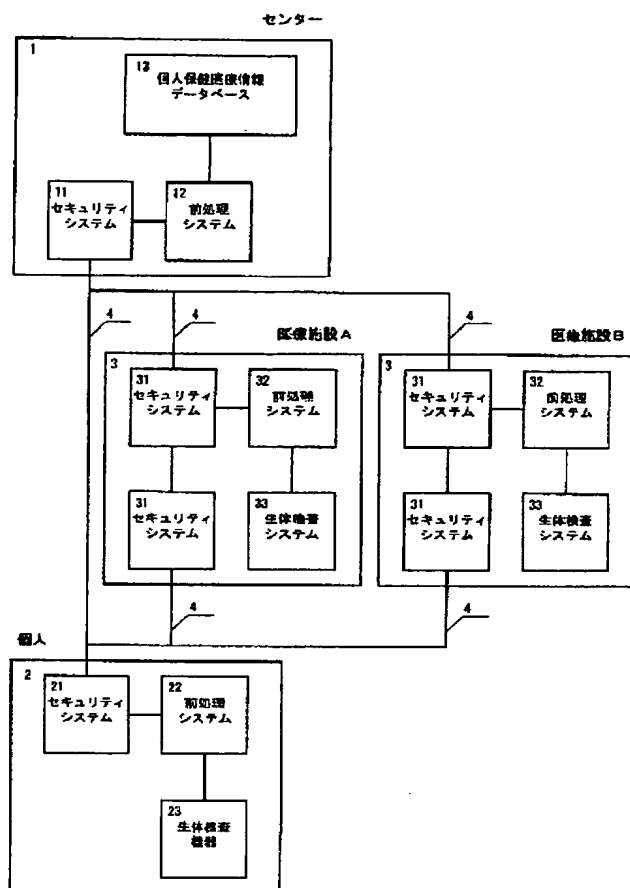 センター
1
13
個人保健医療情報
データベース
11
セキュリティ
システム
12
前処理
システム
4
4
4
医療施設A
医療施設B
3
31
セキュリティ
システム
32
前処理
システム
31
セキュリティ
システム
33
生体検査
システム
3
31
セキュリティ
システム
32
前処理
システム
31
セキュリティ
システム
33
生体検査
システム
4
4
個人
2
21
セキュリティ
システム
22
前処理
システム
23
生体検査
機器